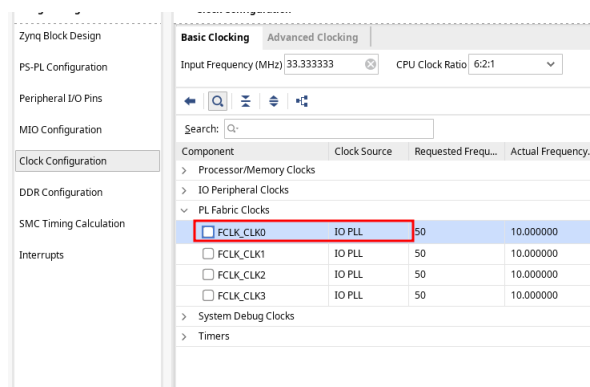 Zynq Block Design
PS-PL Configuration
Peripheral I/O Pins
MIO Configuration
Clock Configuration
DDR Configuration
SMC Timing Calculation
Interrupts
Basic Clocking Advanced Clocking
Input Frequency (MHz) 33.333333 CPU Clock Ratio 6:2:1
Search:
Component Clock Source Requested Frequ... Actual Frequency.
Processor/Memory Clocks
IO Peripheral Clocks
PL Fabric Clocks
FCLK_CLK0 IO PLL 50 10.000000
FCLK_CLK1 IO PLL 50 10.000000
FCLK_CLK2 IO PLL 50 10.000000
FCLK_CLK3 IO PLL 50 10.000000
System Debug Clocks
Timers